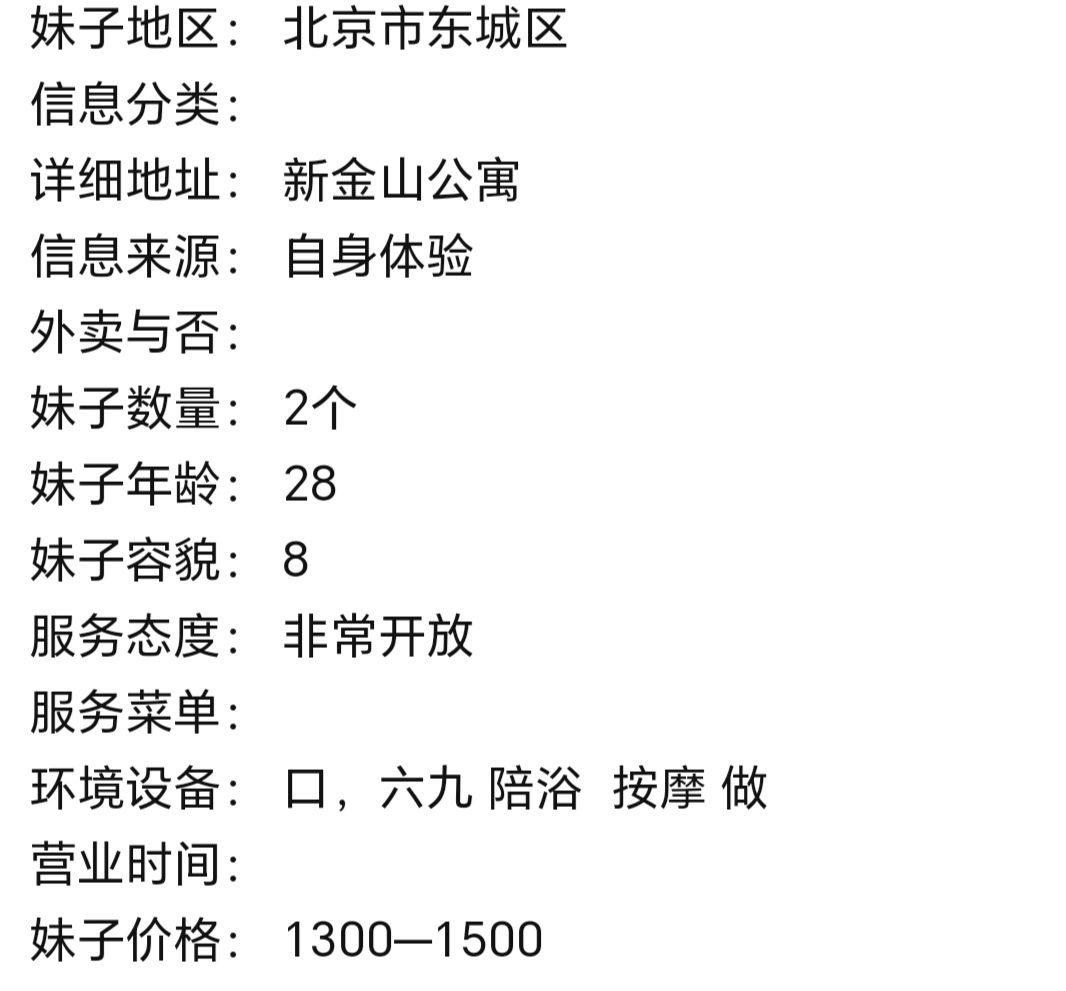 妹子地区： 北京市东城区
信息分类：
详细地址： 新金山公寓
信息来源： 自身体验
外卖与否：
妹子数量： 2个
妹子年龄： 28
妹子容貌： 8
服务态度： 非常开放
服务菜单：
环境设备： 口，六九 陪浴 按摩 做
营业时间：
妹子价格： 1300—1500